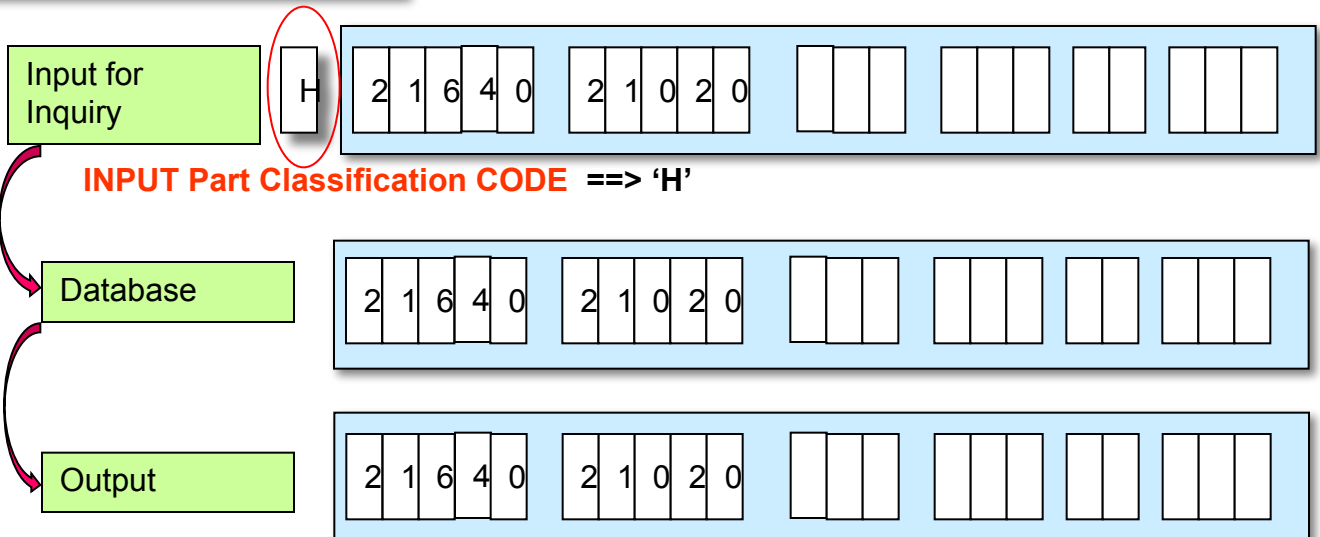 Input for
Inquiry
H 2 1 6 4 0 2 1 0 2 0
INPUT Part Classification CODE ==> ‘H’
Database
2 1 6 4 0 2 1 0 2 0
Output
2 1 6 4 0 2 1 0 2 0